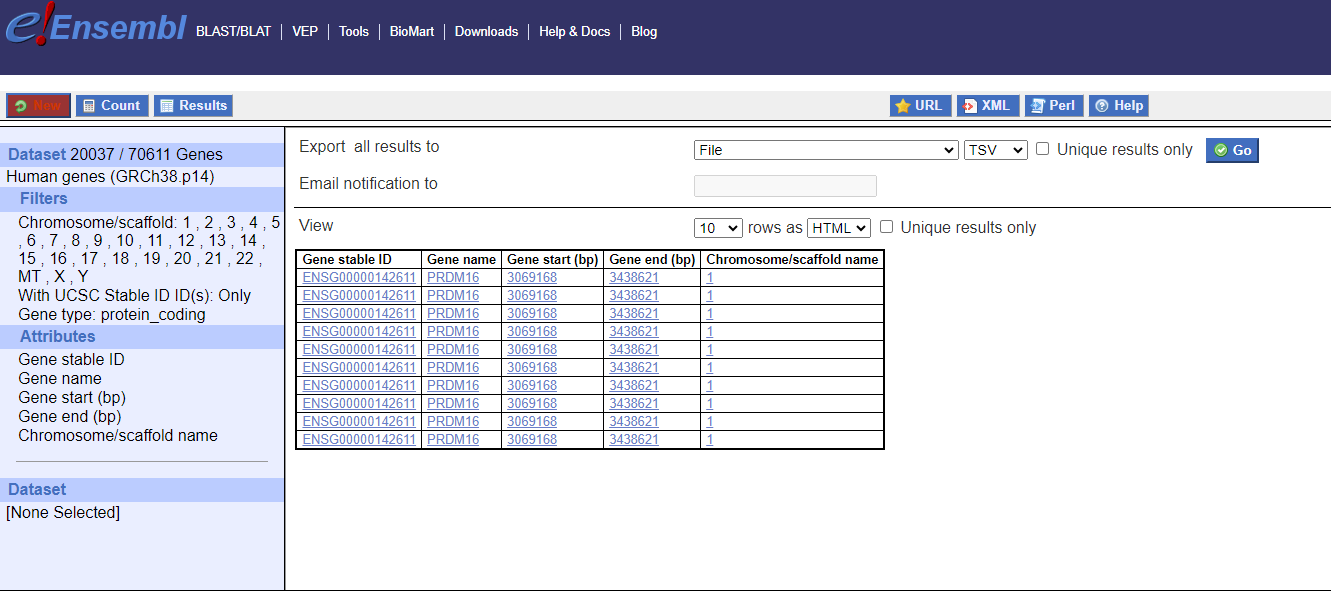 e!Ensembl BLAST/BLAT VEP Tools BioMart Downloads Help & Docs Blog
New Count Results URL XML Perl Help
Dataset 20037 / 70611 Genes
Human genes (GRCh38.p14)
Filters
Chromosome/scaffold: 1 , 2 , 3 , 4 , 5
, 6 , 7 , 8 , 9 , 10 , 11 , 12 , 13 , 14 ,
15 , 16 , 17 , 18 , 19 , 20 , 21 , 22 ,
MT , X , Y
With UCSC Stable ID ID(s): Only
Gene type: protein_coding
Attributes
Gene stable ID
Gene name
Gene start (bp)
Gene end (bp)
Chromosome/scaffold name
Dataset
[None Selected]
Export all results to File TSV Unique results only Go
Email notification to
View 10 rows as HTML Unique results only
Gene stable ID Gene name Gene start (bp) Gene end (bp) Chromosome/scaffold name
ENSG00000142611 PRDM16 3069168 3438621 1
ENSG00000142611 PRDM16 3069168 3438621 1
ENSG00000142611 PRDM16 3069168 3438621 1
ENSG00000142611 PRDM16 3069168 3438621 1
ENSG00000142611 PRDM16 3069168 3438621 1
ENSG00000142611 PRDM16 3069168 3438621 1
ENSG00000142611 PRDM16 3069168 3438621 1
ENSG00000142611 PRDM16 3069168 3438621 1
ENSG00000142611 PRDM16 3069168 3438621 1
ENSG00000142611 PRDM16 3069168 3438621 1